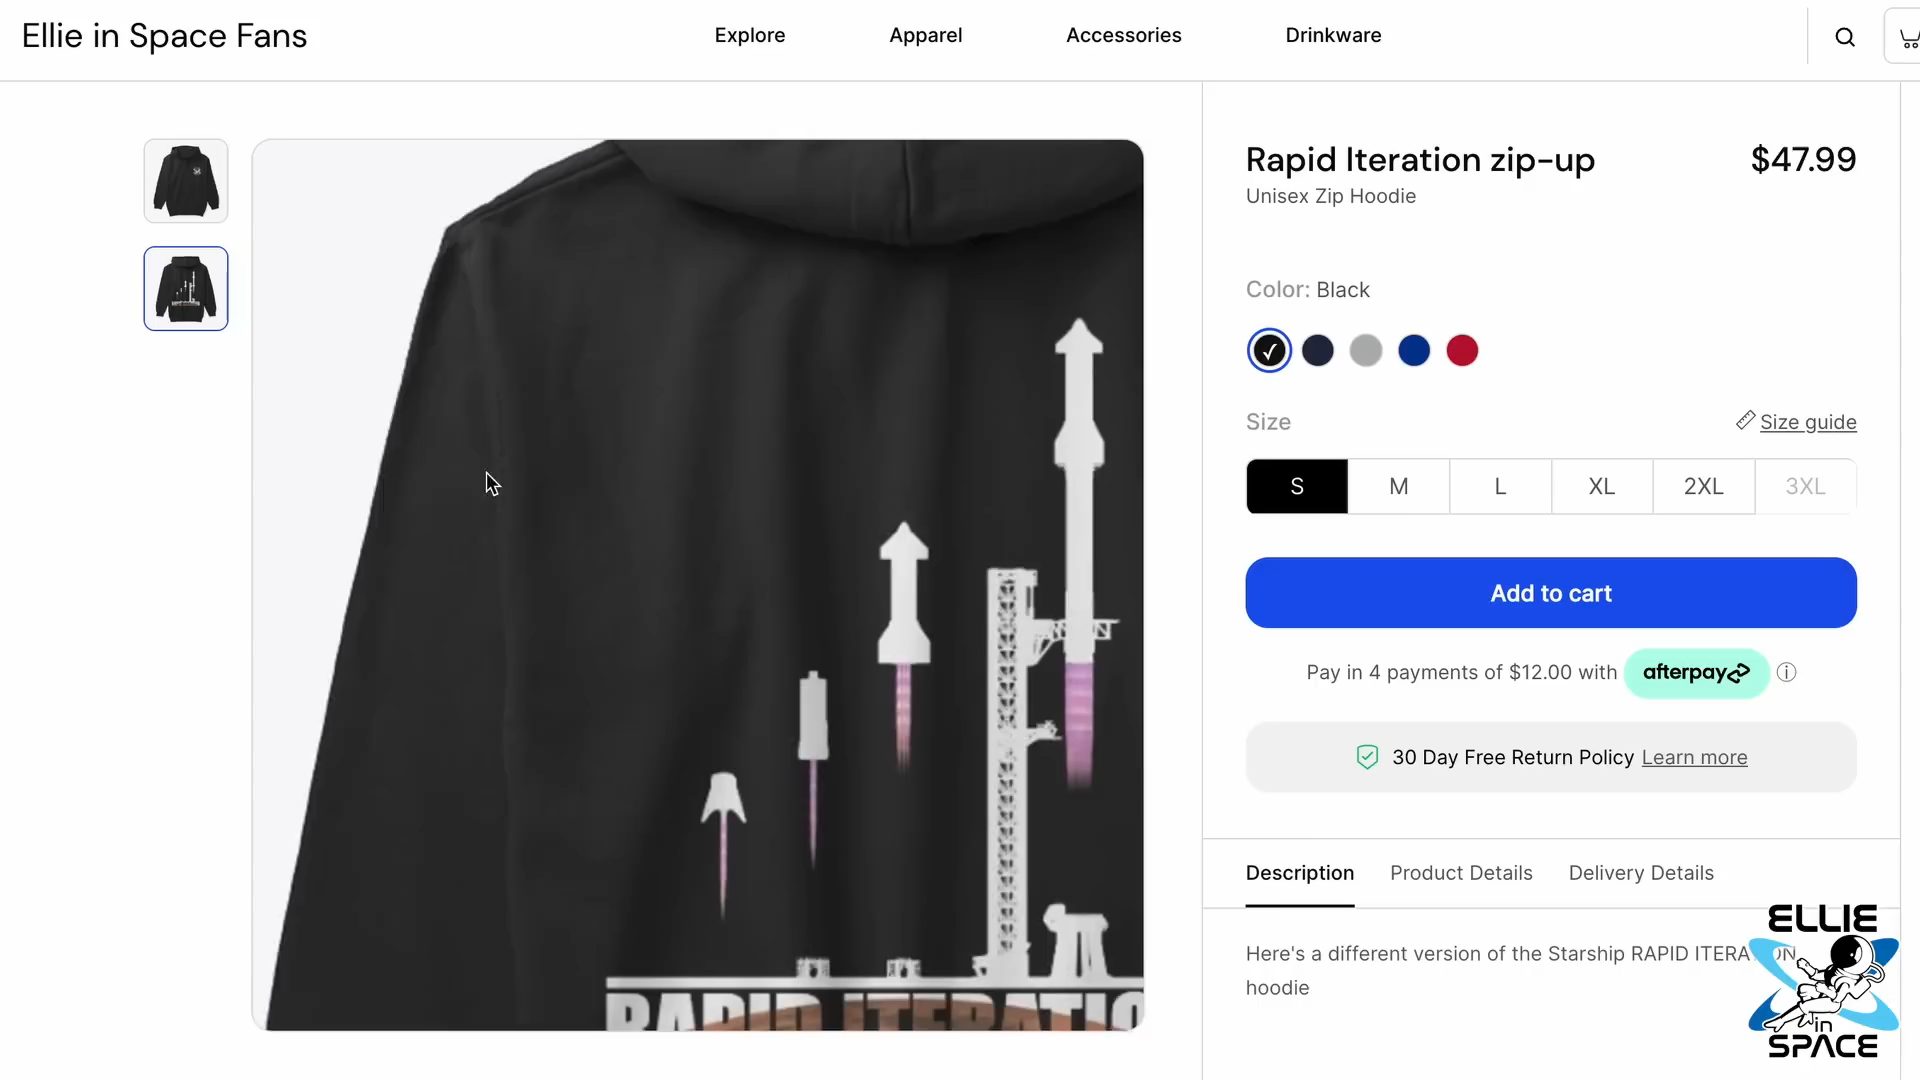 Ellie in Space Fans
Explore
Apparel
Accessories
Drinkware
Rapid Iteration zip-up
$47.99
Unisex Zip Hoodie
Color: Black
Size
Size guide
S
M
L
XL
2XL
3XL
Add to cart
Pay in 4 payments of $12.00 with afterpay
30 Day Free Return Policy Learn more
Description
Product Details
Delivery Details
Here's a different version of the Starship RAPID ITERA ON
hoodie
RAPID ITERATIO
ELLIE
in
SPACE